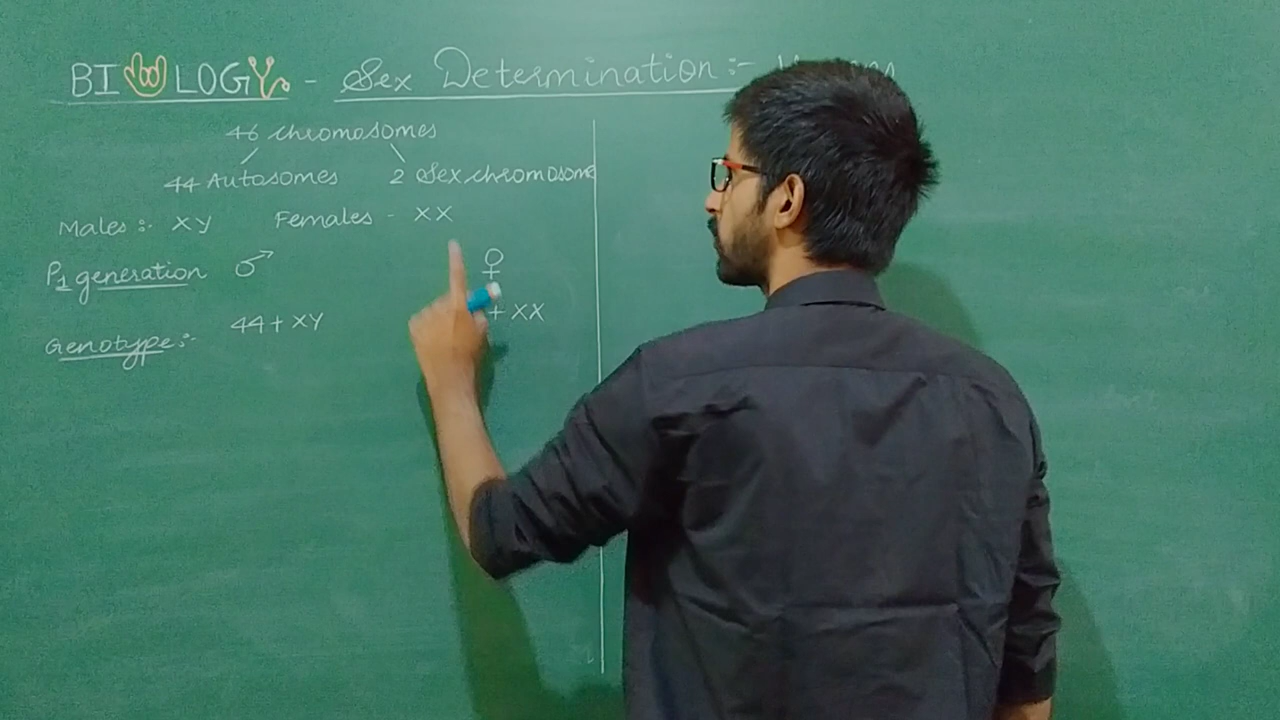 BIOLOGY - Sex Determination :-
46 chromosomes
44 Autosomes 2 Sex chromosome
Males :- XY Females - XX
P1 generation ♂ ♀
Genotype :- 44 + XY + XX